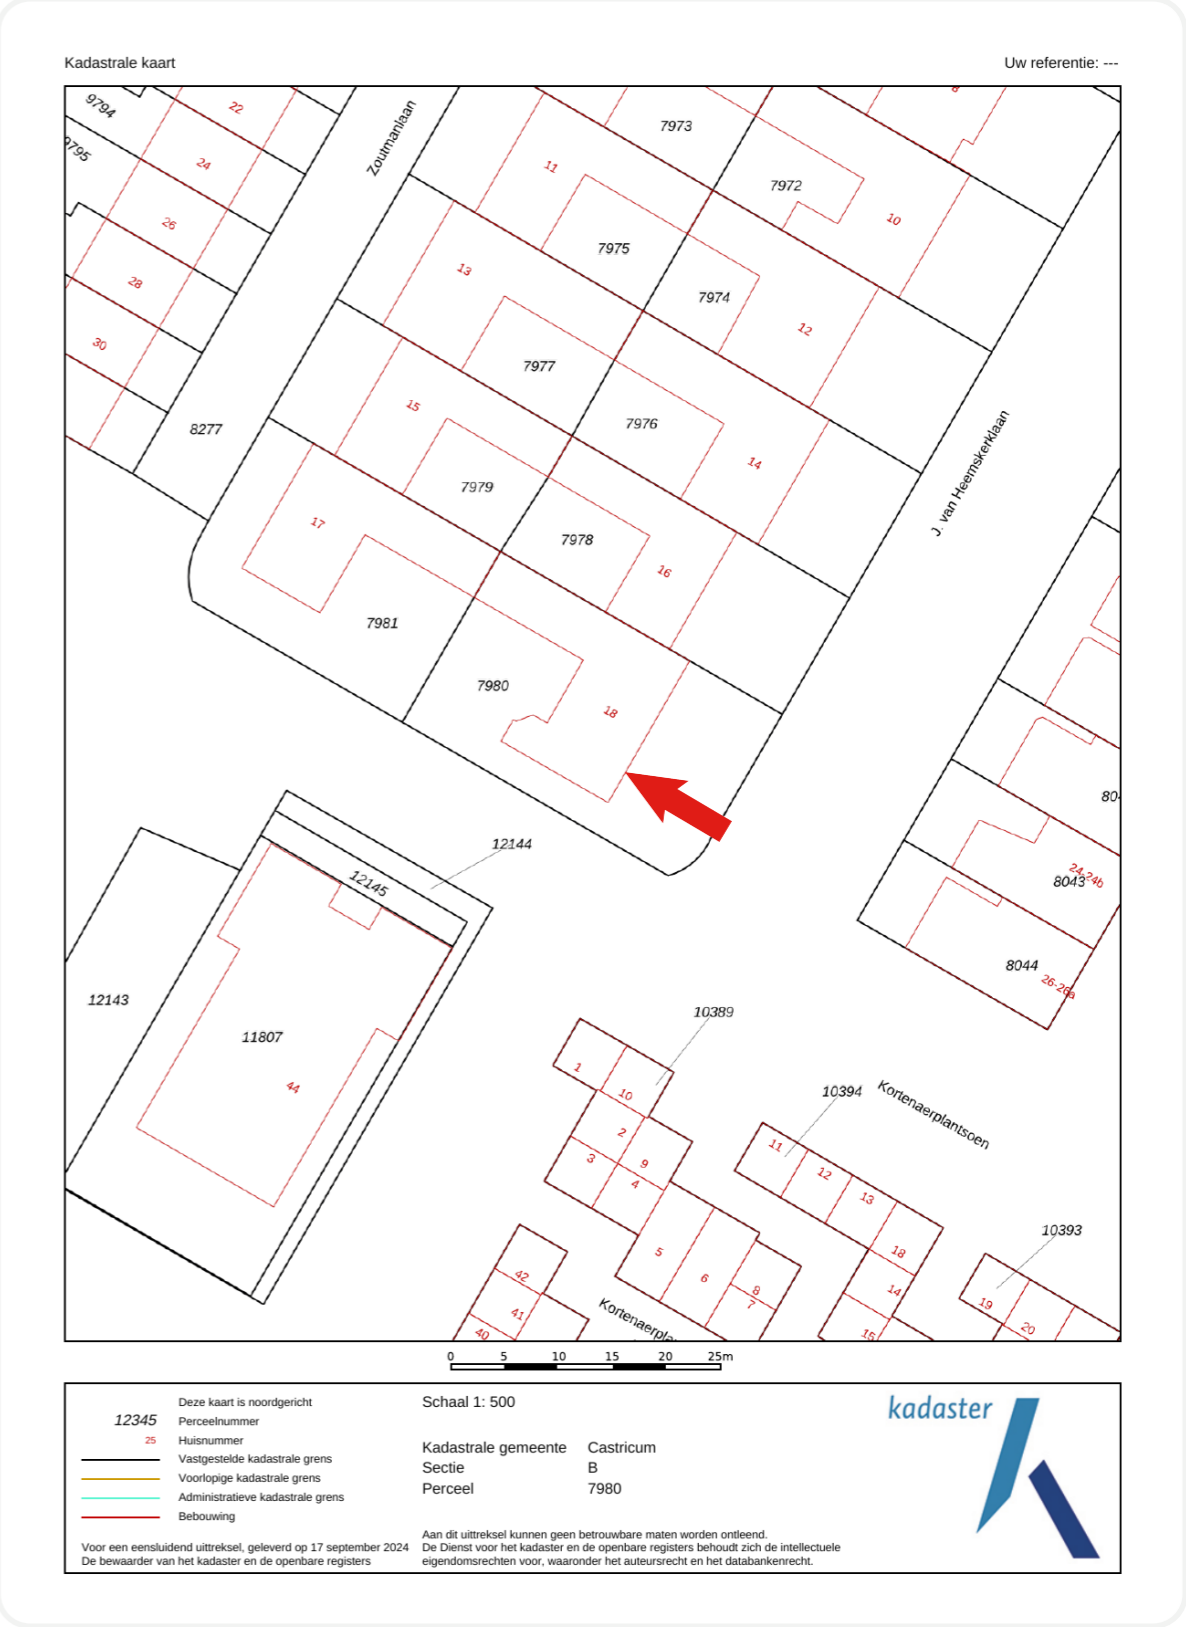 Kadastrale kaart
Uw referentie: ---
9794
22
Zoutmanlaan
7973
8
9795
24
11
7972
10
26
7975
13
28
7974
12
30
7977
15
7976
8277
14
J. van Heemskerklaan
7979
17
7978
16
7981
7980
18
12144
12145
24-24b
8043
8044
26-26a
12143
10389
11807
44
1
10
10394
Kortenaerplantsoen
2
3
9
4
11
12
13
5
6
18
10393
42
8
7
14
19
41
Kortenaerpla
20
40
15
0 5 10 15 20 25m
Deze kaart is noordgericht
12345 Perceelnummer
25 Huisnummer
Vastgestelde kadastrale grens
Voorlopige kadastrale grens
Administratieve kadastrale grens
Bebouwing
Voor een eensluidend uittreksel, geleverd op 17 september 2024
De bewaarder van het kadaster en de openbare registers
Schaal 1: 500
Kadastrale gemeente Castricum
Sectie B
Perceel 7980
Aan dit uittreksel kunnen geen betrouwbare maten worden ontleend.
De Dienst voor het kadaster en de openbare registers behoudt zich de intellectuele
eigendomsrechten voor, waaronder het auteursrecht en het databankenrecht.
kadaster